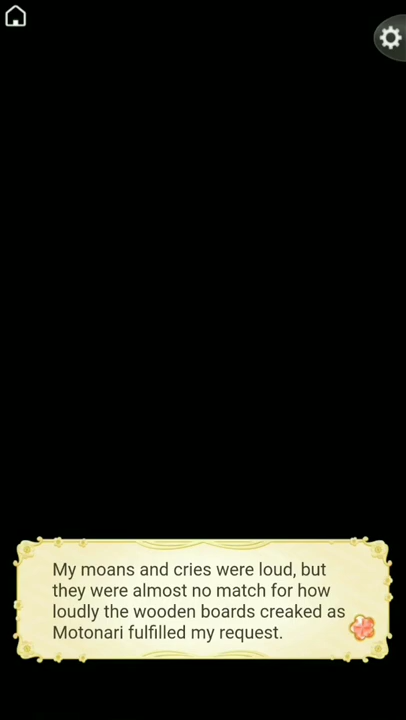 My moans and cries were loud, but
they were almost no match for how
loudly the wooden boards creaked as
Motonari fulfilled my request.